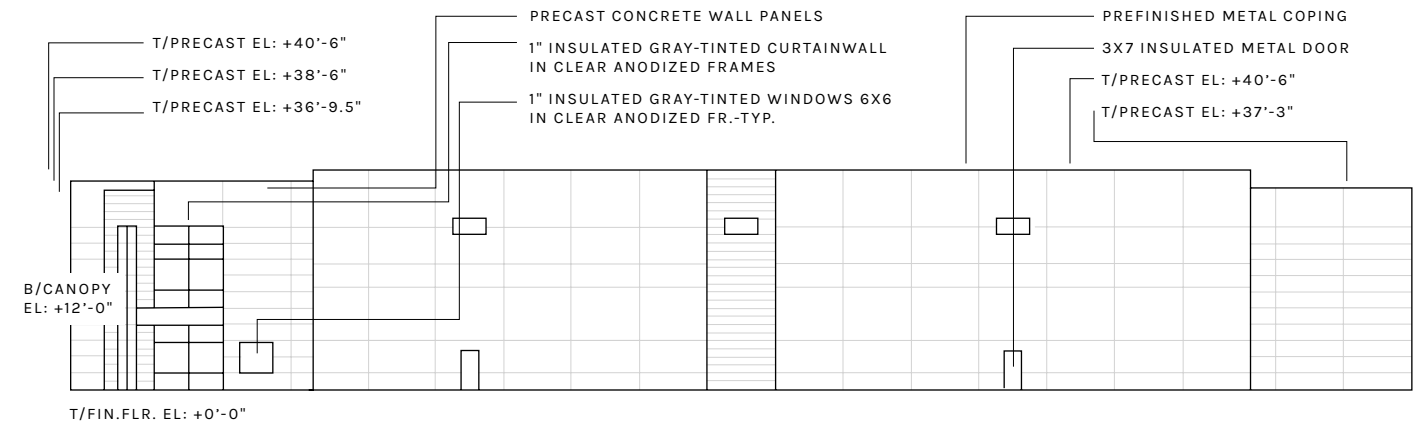 T/PRECAST EL: +40'-6"
T/PRECAST EL: +38'-6"
T/PRECAST EL: +36'-9.5"
PRECAST CONCRETE WALL PANELS
1" INSULATED GRAY-TINTED CURTAINWALL
IN CLEAR ANODIZED FRAMES
1" INSULATED GRAY-TINTED WINDOWS 6X6
IN CLEAR ANODIZED FR.-TYP.
PREFINISHED METAL COPING
3X7 INSULATED METAL DOOR
T/PRECAST EL: +40'-6"
T/PRECAST EL: +37'-3"
B/CANOPY
EL: +12'-0"
T/FIN.FLR. EL: +0'-0"